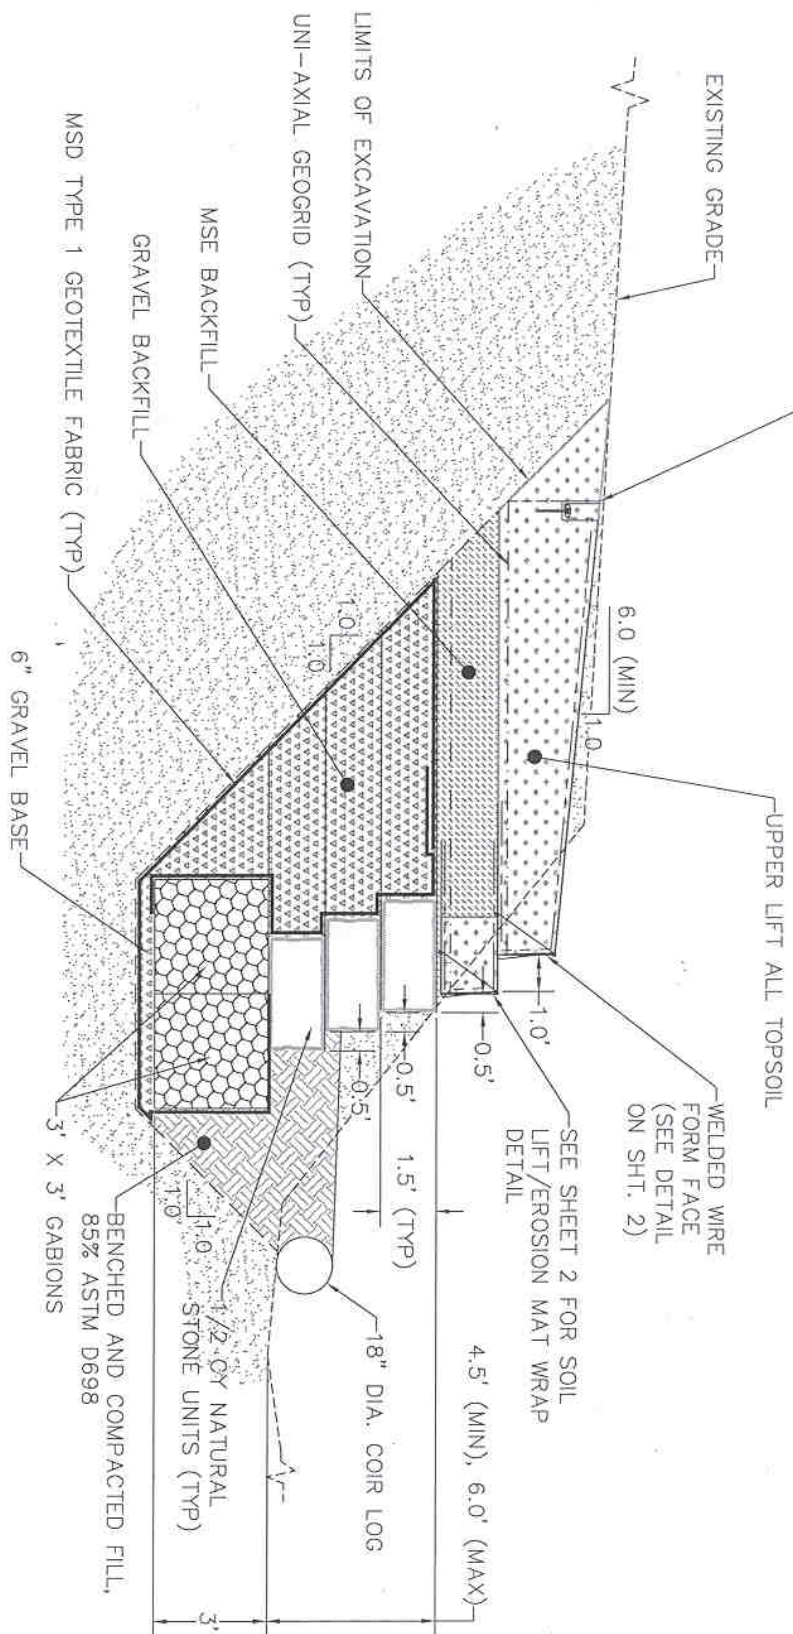 EXISTING GRADE
LIMITS OF EXCAVATION
UNI-AXIAL GEOGRID (TYP)
MSE BACKFILL
GRAVEL BACKFILL
MSD TYPE 1 GEOTEXTILE FABRIC (TYP)
6" GRAVEL BASE
6.0 (MIN)
1.0
1.0
1.0
UPPER LIFT ALL TOPSOIL
1.0'
0.5'
0.5'
0.5'
WELDED WIRE
FORM FACE
(SEE DETAIL
ON SHT. 2)
SEE SHEET 2 FOR SOIL
LIFT/EROSION MAT WRAP
DETAIL
1.5' (TYP)
4.5' (MIN), 6.0' (MAX)
3'
18" DIA. COIR LOG
1/2 CY NATURAL
STONE UNITS (TYP)
1.0
1.0
BENCHED AND COMPACTED FILL,
85% ASTM D698
3' X 3' GABIONS